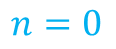 n = 0